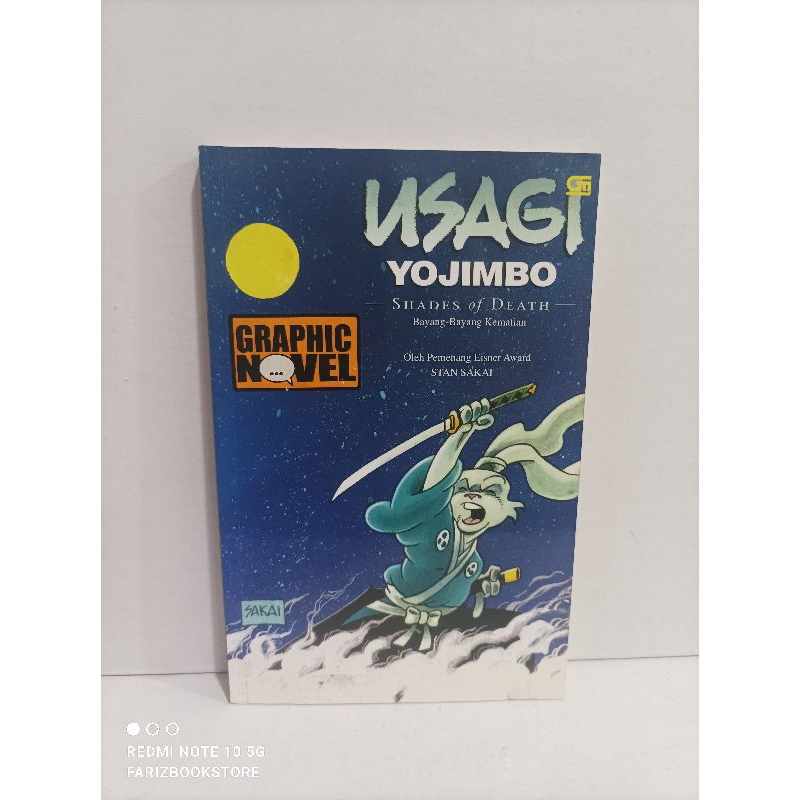 USAGI
GM
YOJIMBO
SHADES of DEATH
Bayang-Bayang Kematian
Oleh Pemenang Eisner Award
STAN SAKAI
GRAPHIC
NOVEL
SAKAI
REDMI NOTE 10 5G
FARIZBOOKSTORE